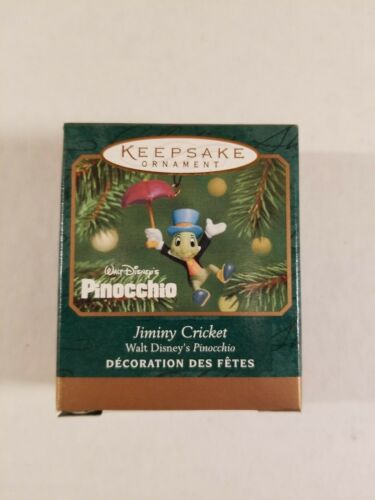 KEEPSAKE
ORNAMENT
WALT DISNEY'S
Pinocchio
Jiminy Cricket
Walt Disney's Pinocchio
DÉCORATION DES FÊTES